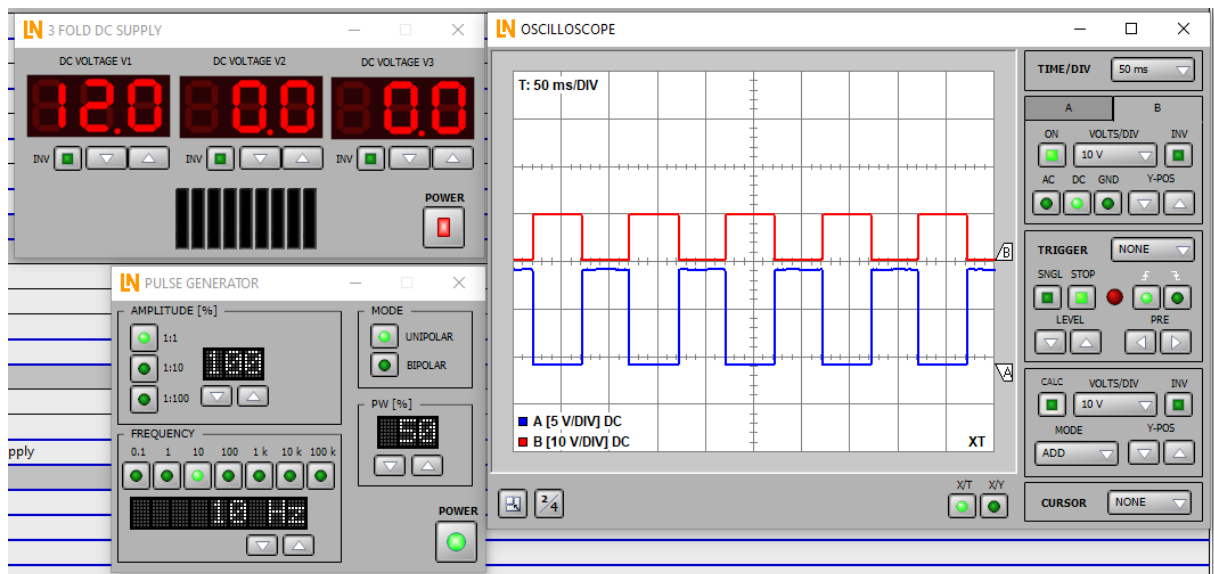 LN 3 FOLD DC SUPPLY
DC VOLTAGE V1 DC VOLTAGE V2 DC VOLTAGE V3
12.0 0.0 0.0
INV INV INV
POWER
LN PULSE GENERATOR
AMPLITUDE [%]
1:1
1:10
1:100
100
MODE
UNIPOLAR
BIPOLAR
PW [%]
50
FREQUENCY
0.1 1 10 100 1 k 10 k 100 k
10 Hz
POWER
pply
LN OSCILLOSCOPE
T: 50 ms/DIV
B
A
A [5 V/DIV] DC
B [10 V/DIV] DC
XT
2/4
X/T X/Y
TIME/DIV 50 ms
A B
ON VOLTS/DIV INV
10 V
AC DC GND Y-POS
TRIGGER NONE
SNGL STOP
LEVEL PRE
CALC VOLTS/DIV INV
10 V
MODE Y-POS
ADD
CURSOR NONE